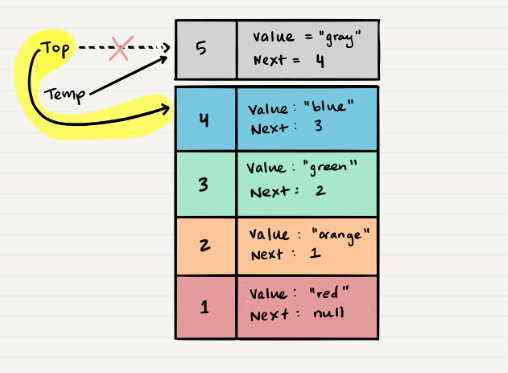 Top
Temp
5
value = "gray"
Next = 4
4
Value : "blue"
Next : 3
3
Value : "green"
Next : 2
2
Value : "orange"
Next : 1
1
Value : "red"
Next : null